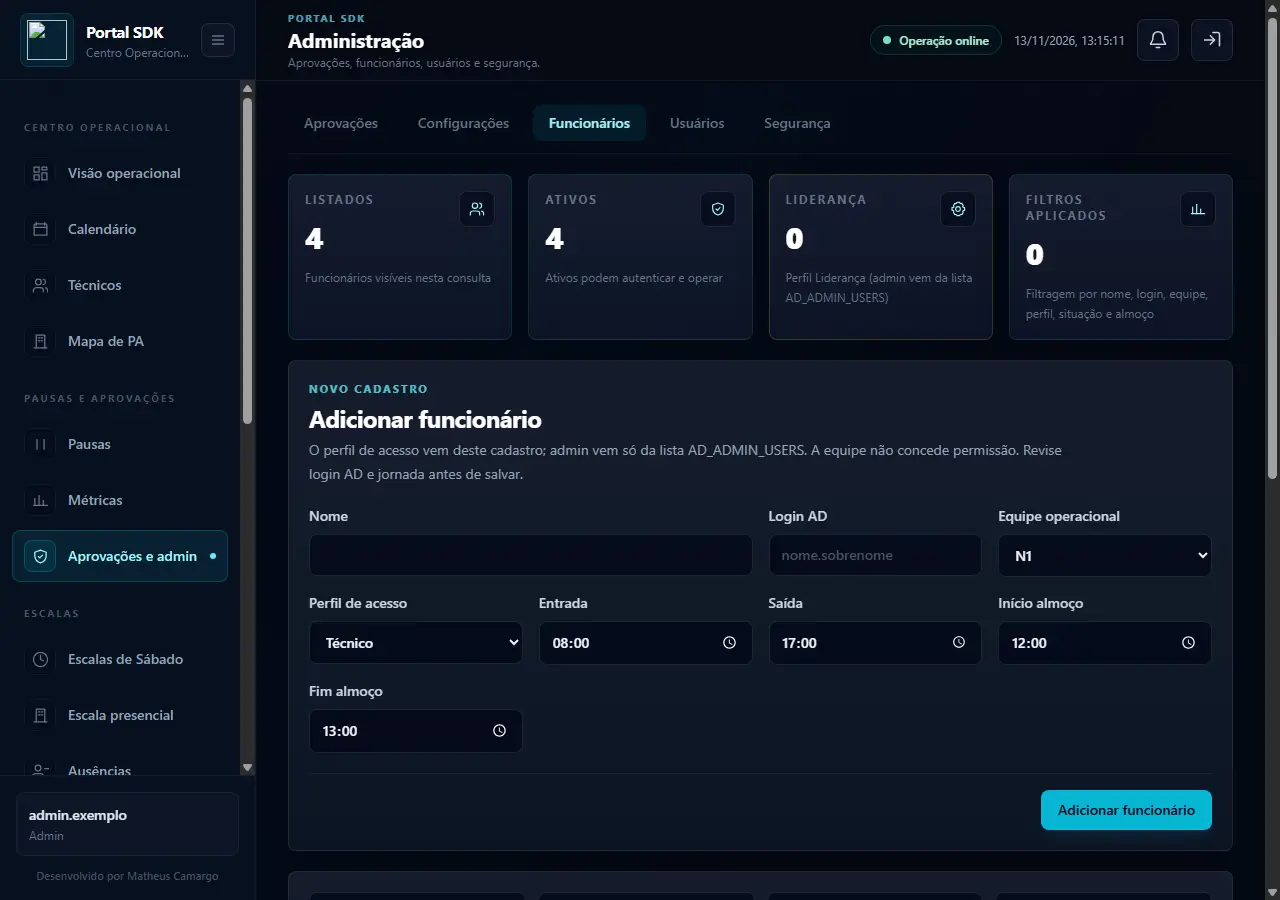 Portal SDK
Centro Operacion...
CENTRO OPERACIONAL
Visão operacional
Calendário
Técnicos
Mapa de PA
PAUSAS E APROVAÇÕES
Pausas
Métricas
Aprovações e admin
ESCALAS
Escalas de Sábado
Escala presencial
Ausências
admin.exemplo
Admin
Desenvolvido por Matheus Camargo
PORTAL SDK
Administração
Aprovações, funcionários, usuários e segurança.
Operação online
13/11/2026, 13:15:11
Aprovações
Configurações
Funcionários
Usuários
Segurança
LISTADOS
4
Funcionários visíveis nesta consulta
ATIVOS
4
Ativos podem autenticar e operar
LIDERANÇA
0
Perfil Liderança (admin vem da lista
AD_ADMIN_USERS)
FILTROS
APLICADOS
0
Filtragem por nome, login, equipe,
perfil, situação e almoço
NOVO CADASTRO
Adicionar funcionário
O perfil de acesso vem deste cadastro; admin vem só da lista AD_ADMIN_USERS. A equipe não concede permissão. Revise
login AD e jornada antes de salvar.
Nome
Login AD
nome.sobrenome
Equipe operacional
N1
Perfil de acesso
Técnico
Entrada
08:00
Saída
17:00
Início almoço
12:00
Fim almoço
13:00
Adicionar funcionário